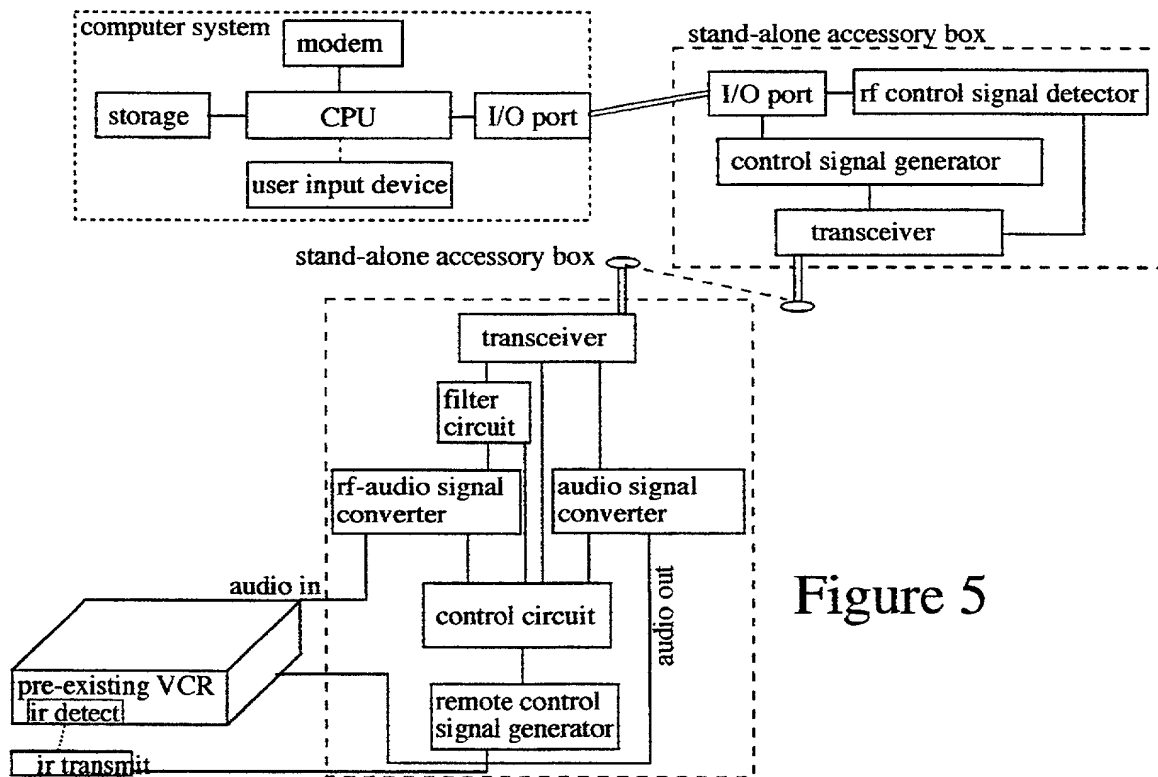 computer system
modem
storage
CPU
I/O port
user input device
stand-alone accessory box
I/O port
rf control signal detector
control signal generator
transceiver
stand-alone accessory box
transceiver
filter
circuit
rf-audio signal
converter
audio signal
converter
audio in
control circuit
audio out
Figure 5
pre-existing VCR
ir detect
remote control
signal generator
ir transmit